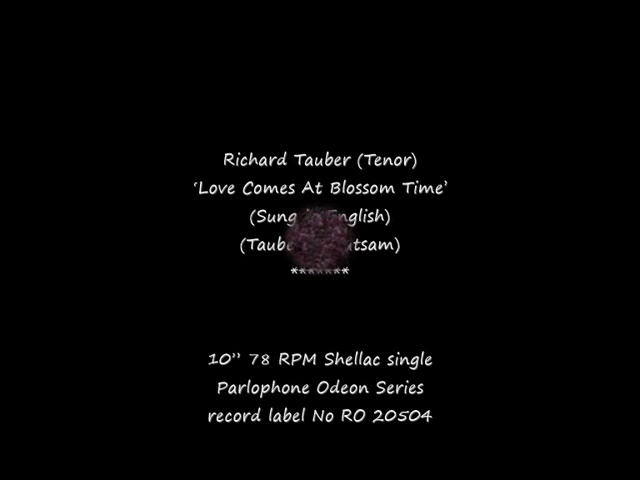 Richard Tauber (Tenor)
‘Love Comes At Blossom Time’
(Sung English)
*******
10” 78 RPM Shellac single
Parlophone Odeon Series
record label No RO 20504